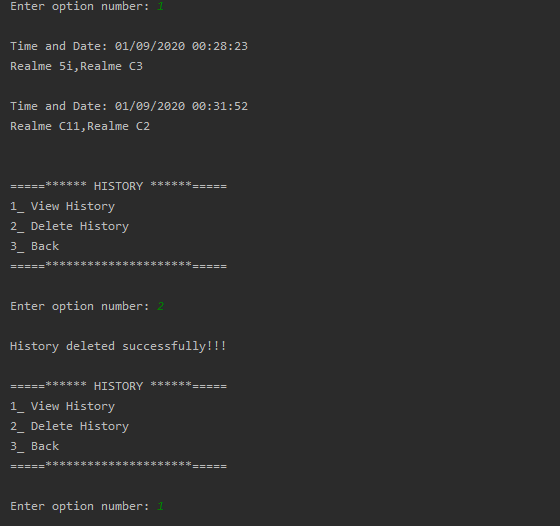 Enter option number: 1
Time and Date: 01/09/2020 00:28:23
Realme 5i,Realme C3
Time and Date: 01/09/2020 00:31:52
Realme C11,Realme C2
=====****** HISTORY ******=====
1_ View History
2_ Delete History
3_ Back
=====*********************=====
Enter option number: 2
History deleted successfully!!!
=====****** HISTORY ******=====
1_ View History
2_ Delete History
3_ Back
=====*********************=====
Enter option number: 1